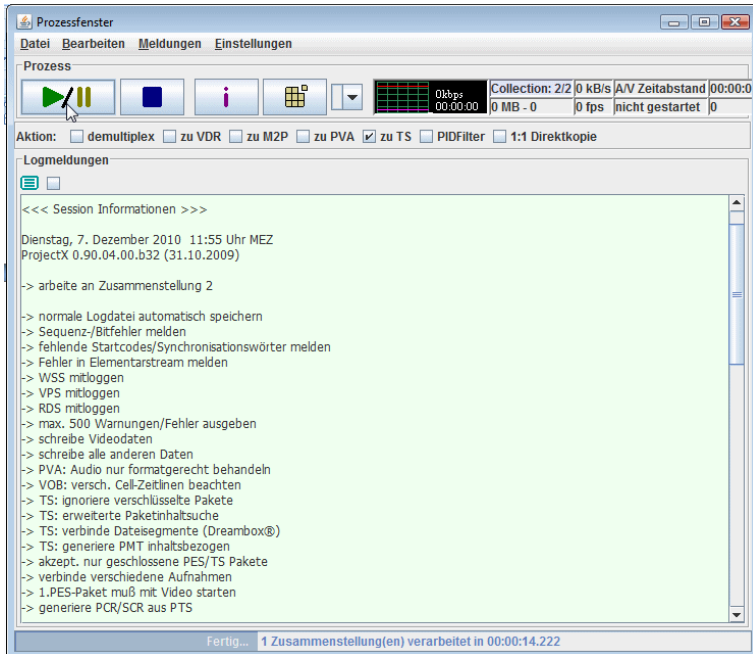 Prozessfenster
Datei Bearbeiten Meldungen Einstellungen
Prozess
0kbps
00:00:00
Collection: 2/2 0 kB/s A/V Zeitabstand 00:00:0
0 MB - 0 0 fps nicht gestartet 0
Aktion: demultiplex zu VDR zu M2P zu PVA zu TS PIDFilter 1:1 Direktkopie
Logmeldungen
<<< Session Informationen >>>
Dienstag, 7. Dezember 2010 11:55 Uhr MEZ
ProjectX 0.90.04.00.b32 (31.10.2009)
-> arbeite an Zusammenstellung 2
-> normale Logdatei automatisch speichern
-> Sequenz-/Bitfehler melden
-> fehlende Startcodes/Synchronisationswörter melden
-> Fehler in Elementarstream melden
-> WSS mitloggen
-> VPS mitloggen
-> RDS mitloggen
-> max. 500 Warnungen/Fehler ausgeben
-> schreibe Videodaten
-> schreibe alle anderen Daten
-> PVA: Audio nur formatgerecht behandeln
-> VOB: versch. Cell-Zeitlinen beachten
-> TS: ignoriere verschlüsselte Pakete
-> TS: erweiterte Paketinhaltsuche
-> TS: verbinde Dateisegmente (Dreambox®)
-> TS: generiere PMT inhaltsbezogen
-> akzept. nur geschlossene PES/TS Pakete
-> verbinde verschiedene Aufnahmen
-> 1.PES-Paket muß mit Video starten
-> generiere PCR/SCR aus PTS
Fertig... 1 Zusammenstellung(en) verarbeitet in 00:00:14.222